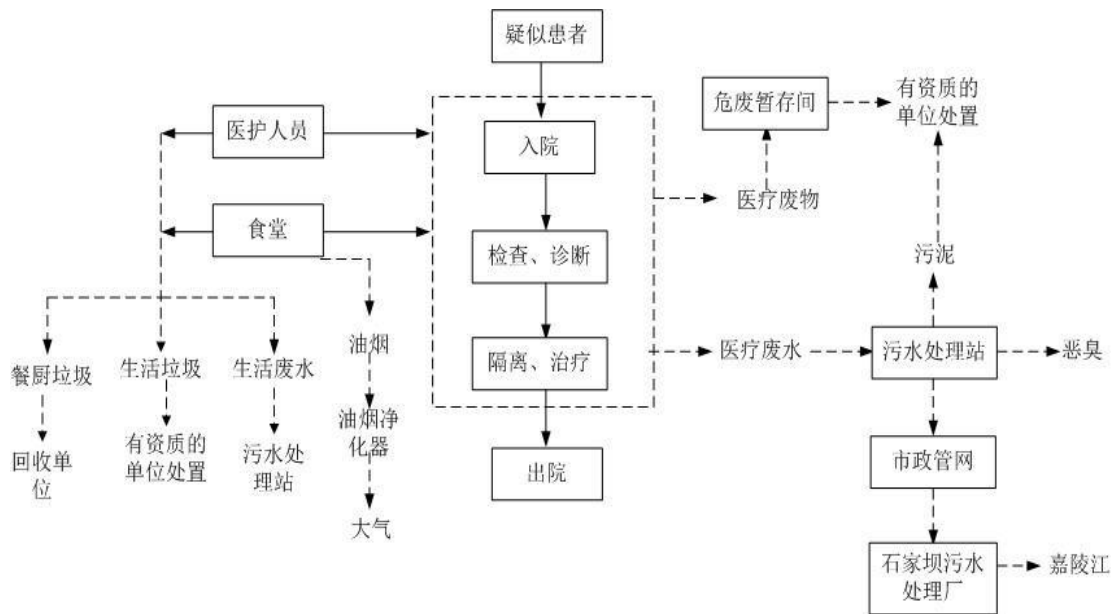 疑似患者
医护人员
食堂
入院
检查、诊断
隔离、治疗
出院
危废暂存间
有资质的
单位处置
医疗废物
污泥
医疗废水
污水处理站
恶臭
市政管网
石家坝污水
处理厂
嘉陵江
餐厨垃圾
生活垃圾
生活废水
油烟
回收单
位
有资质的
单位处置
污水处
理站
油烟净
化器
大气